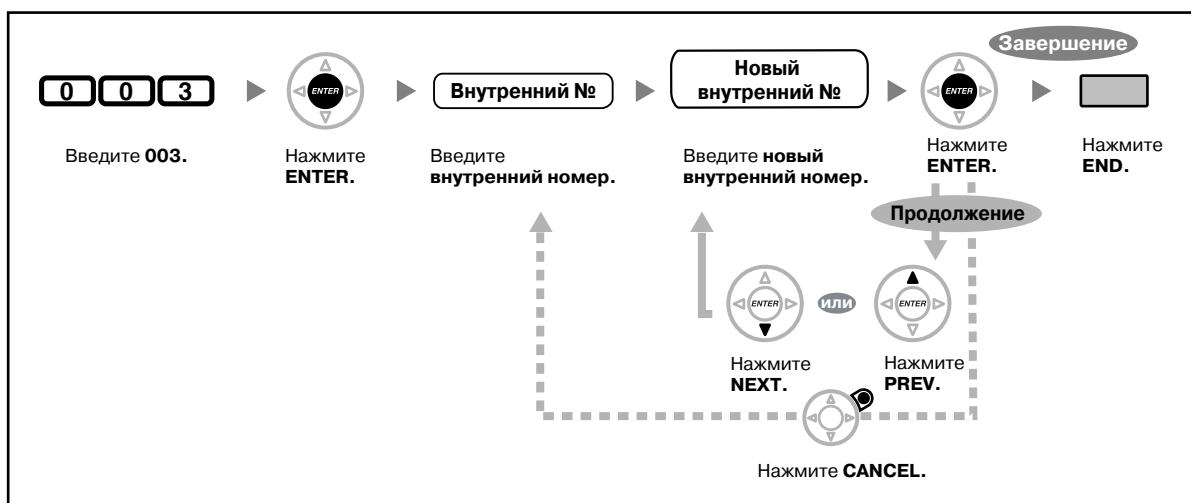 Завершение
0 0 3
ENTER
Внутренний №
Новый
внутренний №
ENTER
Введите 003.
Нажмите
ENTER.
Введите
внутренний номер.
Введите новый
внутренний номер.
Нажмите
ENTER.
Нажмите
END.
Продолжение
ENTER
или
ENTER
Нажмите
NEXT.
Нажмите
PREV.
Нажмите CANCEL.